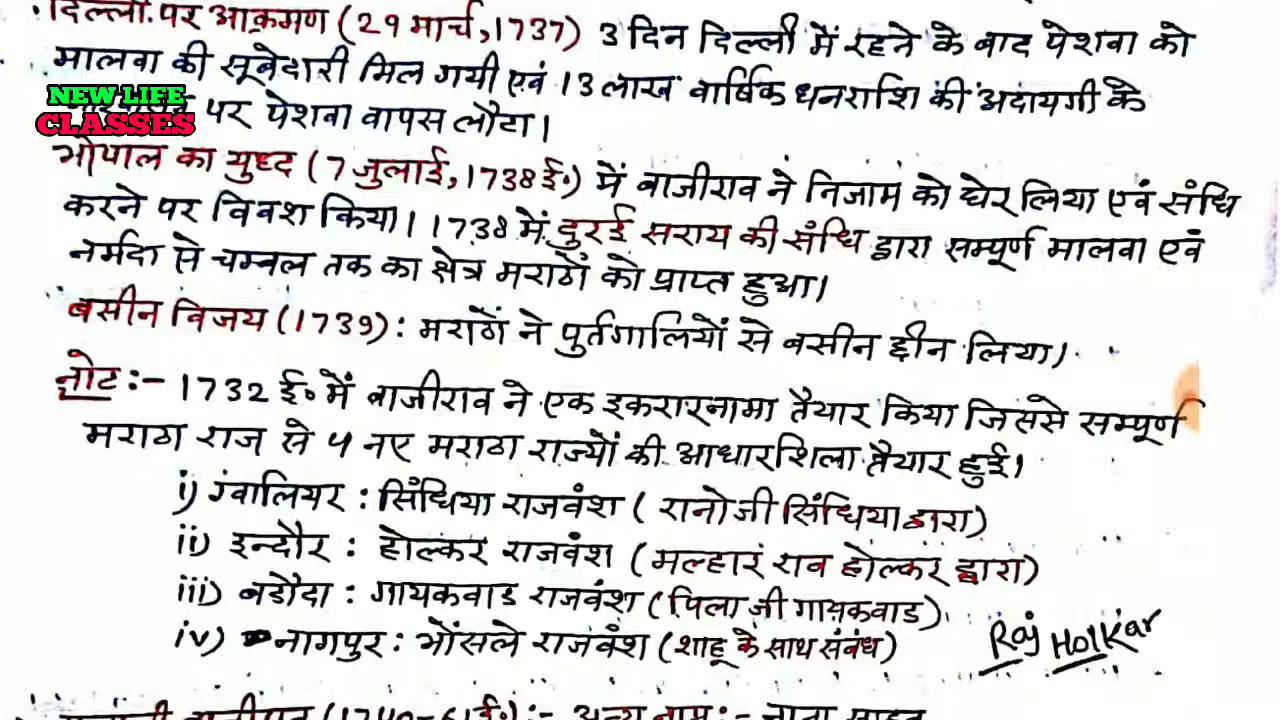 दिल्ली पर आक्रमण (29 मार्च, 1737) 3 दिन दिल्ली में रहने के बाद पेशवा को
मालवा की सूबेदारी मिल गयी एवं 13 लाख वार्षिक धनराशि की अदायगी के
NEW LIFE
CLASSES
पर पेशवा वापस लौटा।
भोपाल का युध्द (7 जुलाई, 1738 ई॰) में बाजीराव ने निजाम को घेर लिया एवं संधि
करने पर विवश किया। 1738 में दुरई सराय की संधि द्वारा सम्पूर्ण मालवा एवं
नर्मदा से चम्बल तक का क्षेत्र मराठों को प्राप्त हुआ।
बसीन विजय (1739) : मराठों ने पुर्तगालियों से बसीन छीन लिया।
नोट :- 1732 ई॰ में बाजीराव ने एक इकरारनामा तैयार किया जिससे सम्पूर्ण
मराठा राज से 4 नए मराठा राज्यों की आधारशिला तैयार हुई।
i) ग्वालियर : सिंधिया राजवंश ( रानोजी सिंधिया द्वारा)
ii) इन्दौर : होल्कर राजवंश (मल्हार राव होल्कर द्वारा)
iii) बडौदा : गायकवाड राजवंश (पिला जी गायकवाड)
iv) नागपुर : भोंसले राजवंश (शाहू के साथ संबंध)
Raj Holkar
(1740-61 ई॰) :- अन्य नाम :- नाना साहब